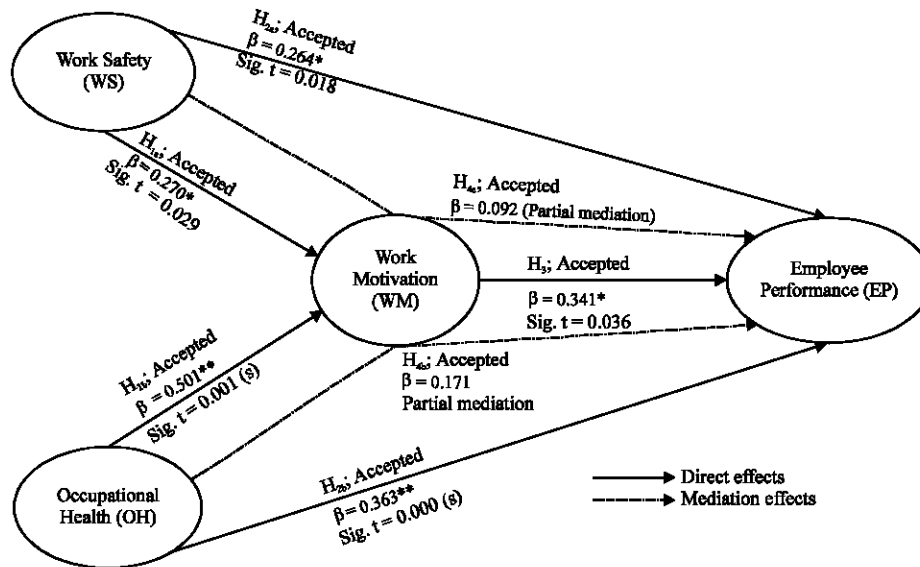 H2a; Accepted
β = 0.264*
Sig. t = 0.018
Work Safety
(WS)
H1a; Accepted
β = 0.270*
Sig. t = 0.029
H4a; Accepted
β = 0.092 (Partial mediation)
Work
Motivation
(WM)
H3; Accepted
β = 0.341*
Sig. t = 0.036
Employee
Performance (EP)
H1b; Accepted
β = 0.501**
Sig. t = 0.001 (s)
Accepted
β = 0.171
Partial mediation
Occupational
Health (OH)
H2b; Accepted
β = 0.363**
Sig. t = 0.000 (s)
Direct effects
Mediation effects